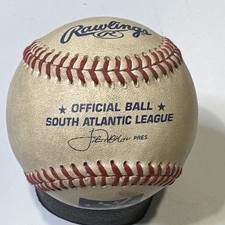 Rawlings
R
★ OFFICIAL BALL ★
SOUTH ATLANTIC LEAGUE
PRES